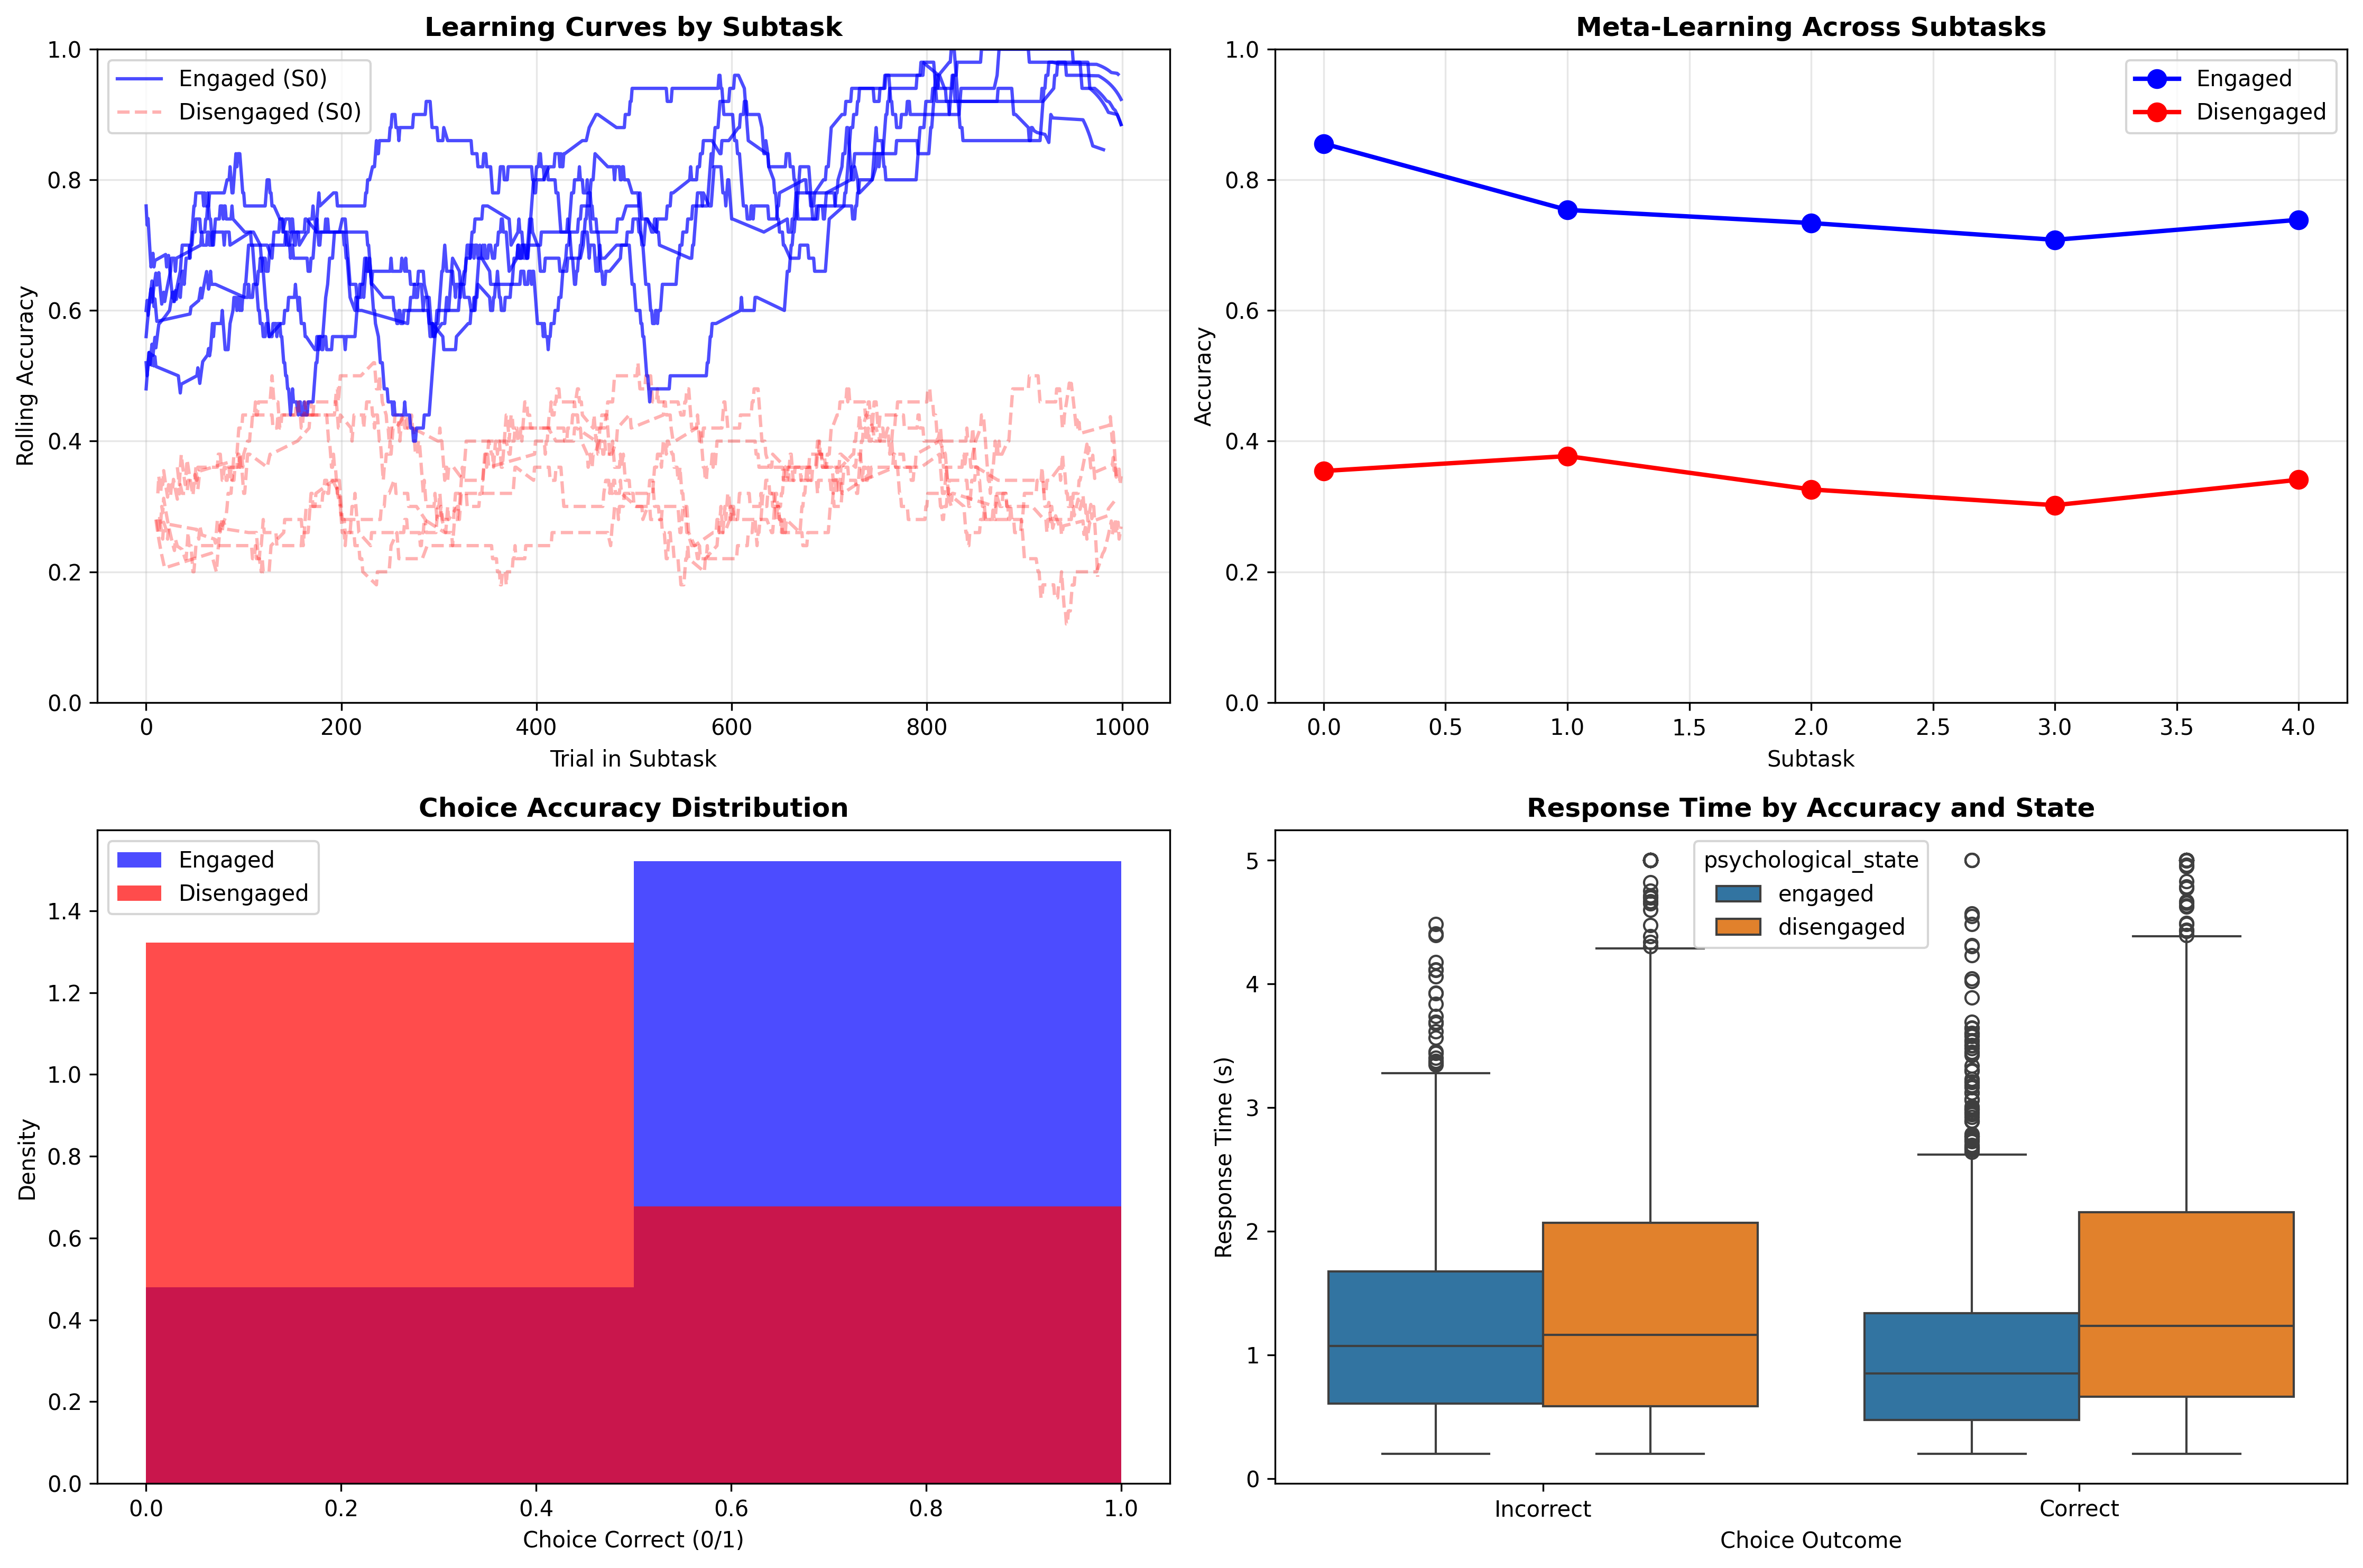 Learning Curves by Subtask
Engaged (S0)
Disengaged (S0)
1.0
0.8
0.6
0.4
0.2
0.0
Rolling Accuracy
0 200 400 600 800 1000
Trial in Subtask
Meta-Learning Across Subtasks
Engaged
Disengaged
1.0
0.8
0.6
0.4
0.2
0.0
Accuracy
0.0 0.5 1.0 1.5 2.0 2.5 3.0 3.5 4.0
Subtask
Choice Accuracy Distribution
Engaged
Disengaged
1.4
1.2
1.0
0.8
0.6
0.4
0.2
0.0
Density
0.0 0.2 0.4 0.6 0.8 1.0
Choice Correct (0/1)
Response Time by Accuracy and State
psychological_state
engaged
disengaged
5
4
3
2
1
0
Response Time (s)
Incorrect Correct
Choice Outcome